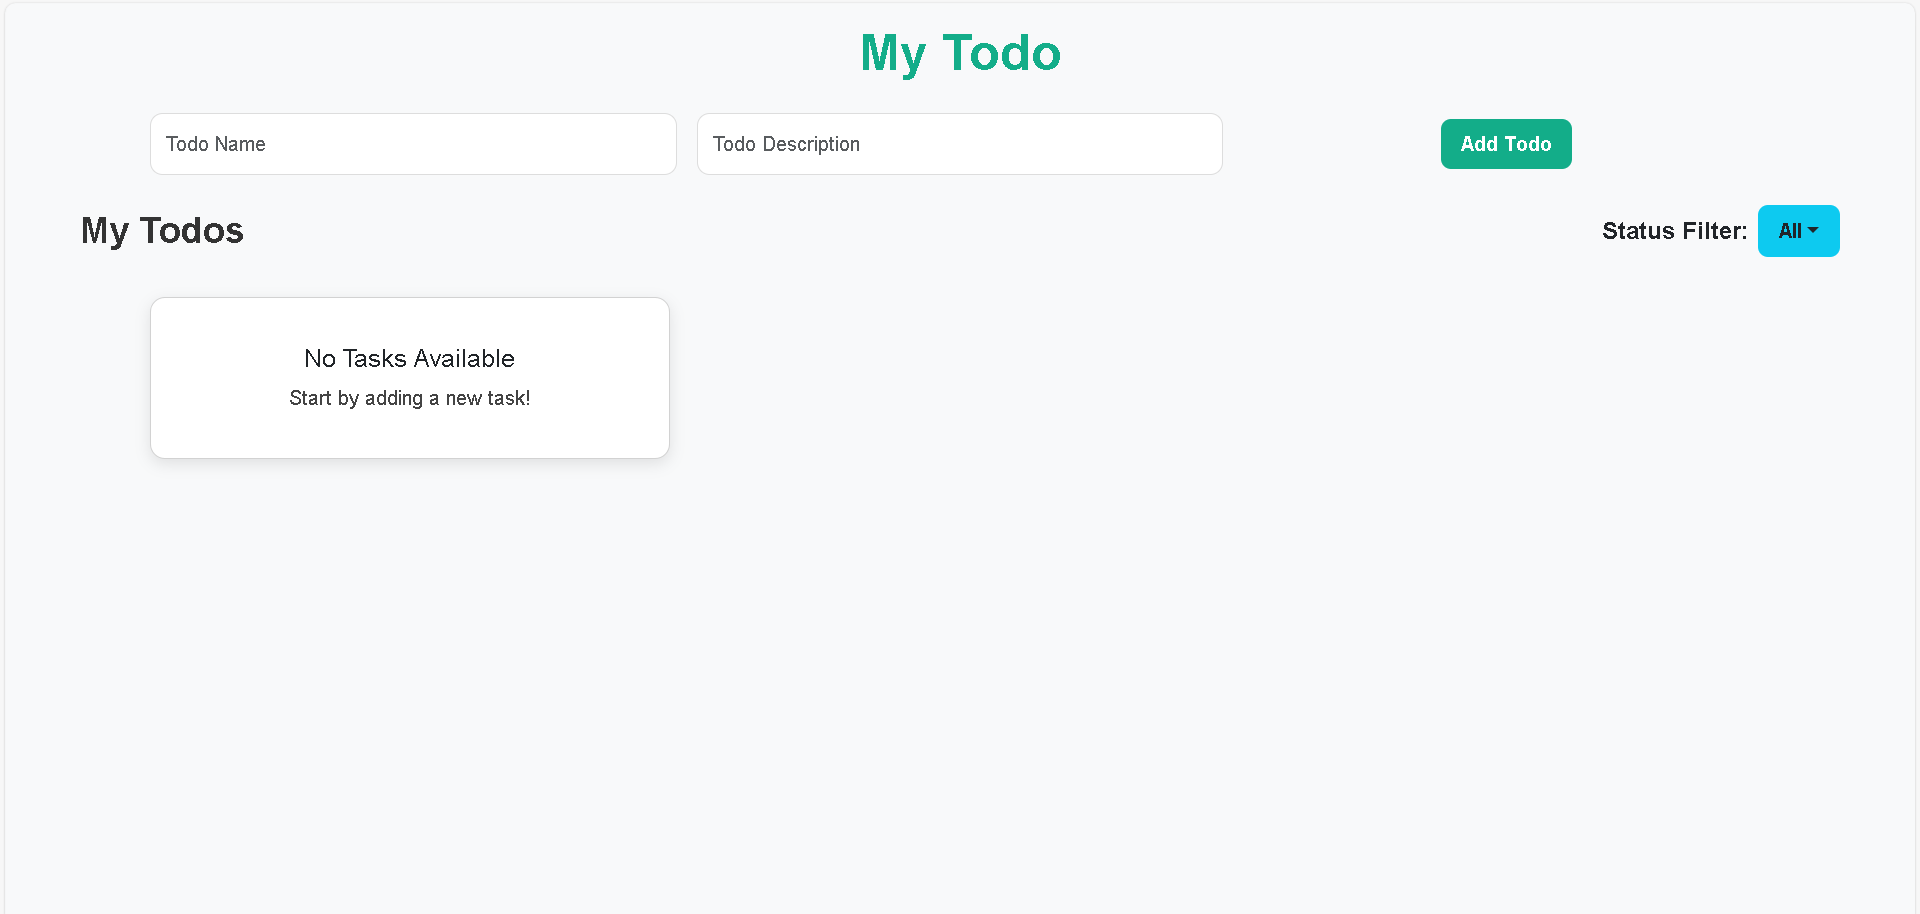 My Todo
Todo Name
Todo Description
Add Todo
My Todos
Status Filter:
All
No Tasks Available
Start by adding a new task!